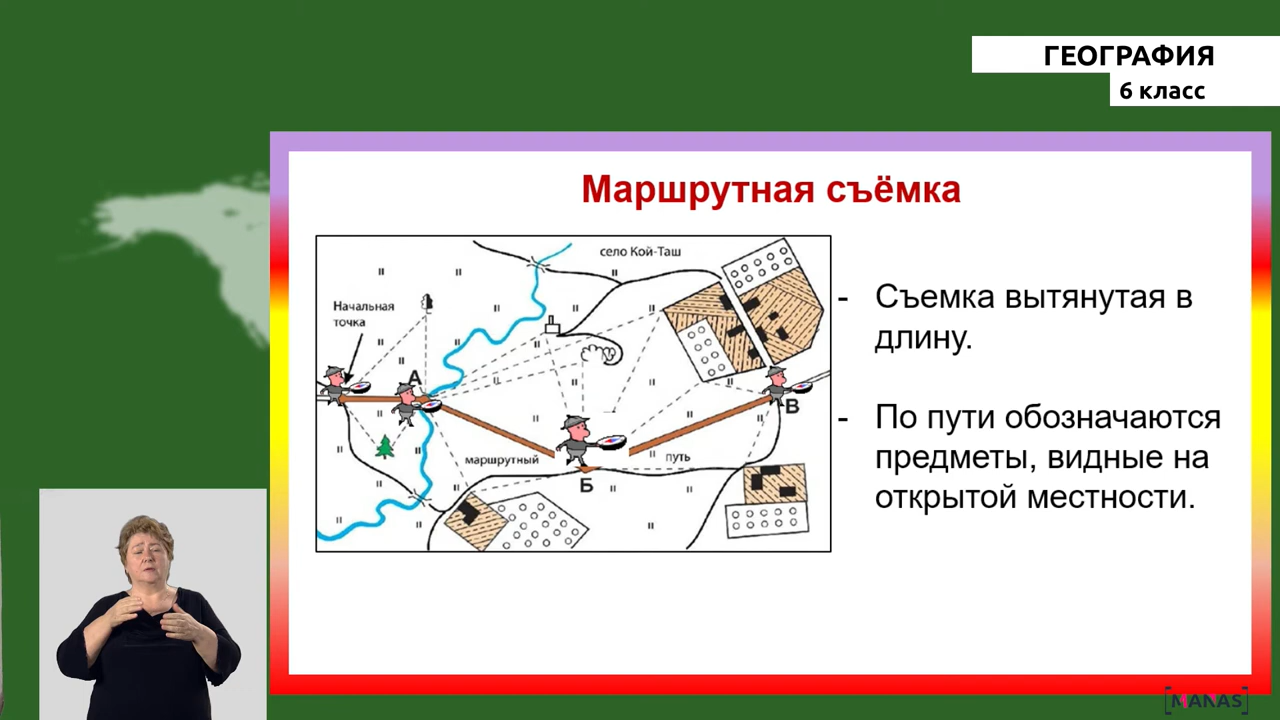 ГЕОГРАФИЯ
6 класс
Маршрутная съёмка
село Кой-Таш
Начальная
точка
А
В
маршрутный
путь
Б
- Съемка вытянутая в
длину.
- По пути обозначаются
предметы, видные на
открытой местности.
[MANAS]